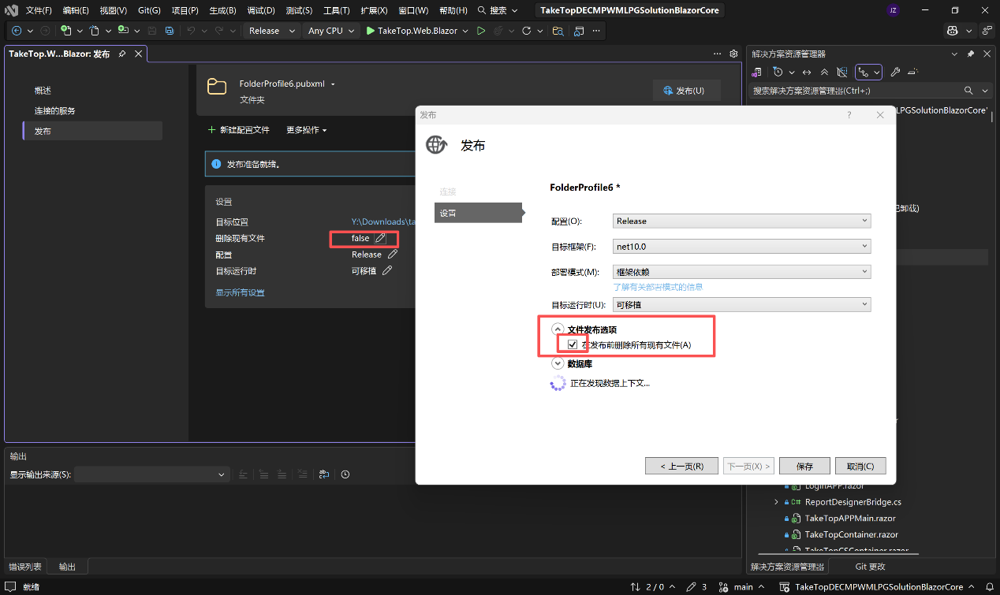 文件(F) 编辑(E) 视图(V) Git(G) 项目(P) 生成(B) 调试(D) 测试(S) 工具(T) 扩展(X) 窗口(W) 帮助(H) 搜索 TakeTopDECMPWMLPGSolutionBlazorCore JZ
Release Any CPU TakeTop.Web.Blazor
TakeTop.W...Blazor: 发布
概述
连接的服务
发布
FolderProfile6.pubxml
文件夹
发布(U)
新建配置文件 更多操作
发布准备就绪。
设置
目标位置 Y:\Downloads\ta
删除现有文件 false
配置 Release
目标运行时 可移植
显示所有设置
发布 ?
发布
连接
设置
FolderProfile6 *
配置(O): Release
目标框架(F): net10.0
部署模式(M): 框架依赖
了解有关部署模式的信息
目标运行时(U): 可移植
文件发布选项
在发布前删除所有现有文件(A)
数据库
正在发现数据上下文...
< 上一页(R) 下一页(X) > 保存 取消(C)
解决方案资源管理器
搜索解决方案资源管理器(Ctrl+;)
LPGSolutionBlazorCore'
已卸载)
LoginAPP.razor
ReportDesignerBridge.cs
TakeTopAPPMain.razor
TakeTopContainer.razor
TakeTopCSContainer.razor
解决方案资源管理器 Git 更改
输出
显示输出来源(S):
错误列表 输出
就绪 2 / 0 3 main TakeTopDECMPWMLPGSolutionBlazorCore